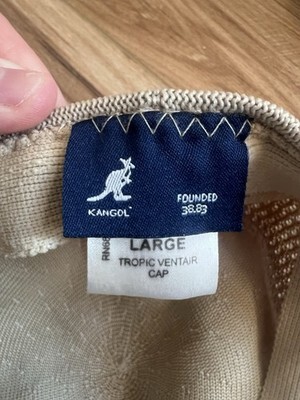 KANGOL
FOUNDED
38.83
LARGE
TROPIC VENTAIR
CAP